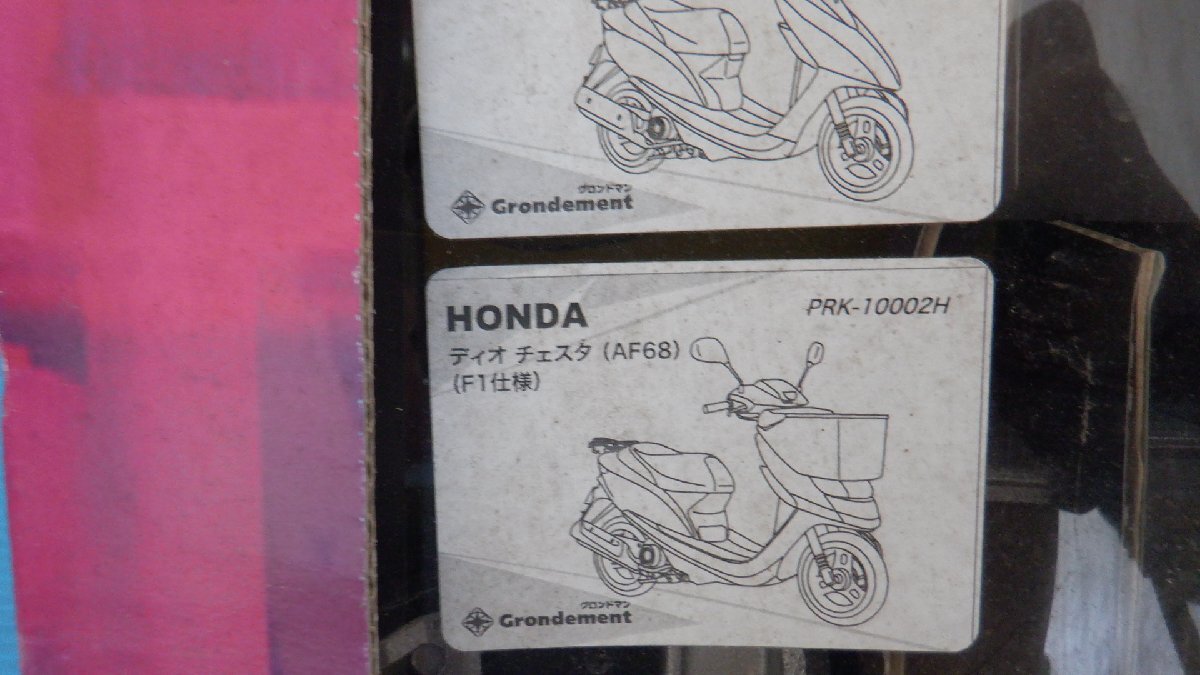 グロンドマン
Grondement
HONDA
PRK-10002H
ディオ チェスタ (AF68)
(F1仕様)
グロンドマン
Grondement